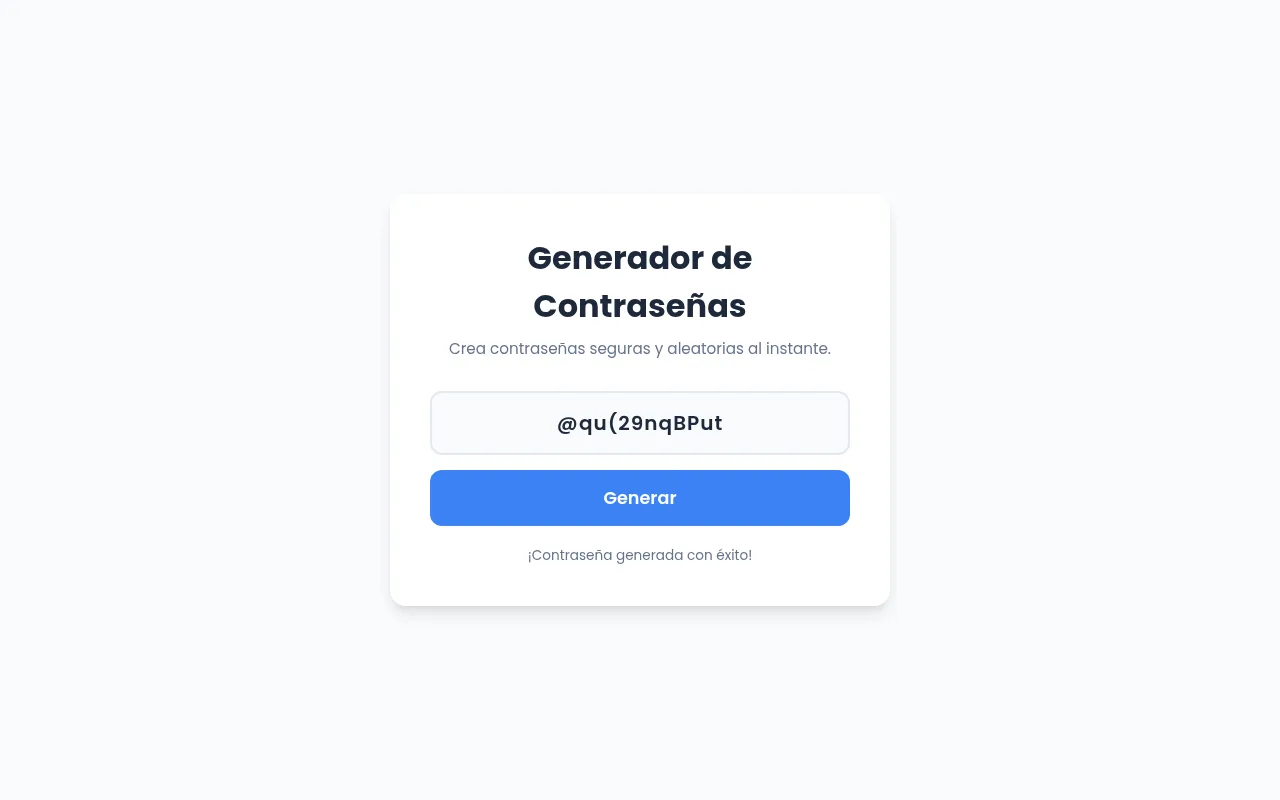 Generador de
Contraseñas
Crea contraseñas seguras y aleatorias al instante.
@qu(29nqBPut
Generar
¡Contraseña generada con éxito!